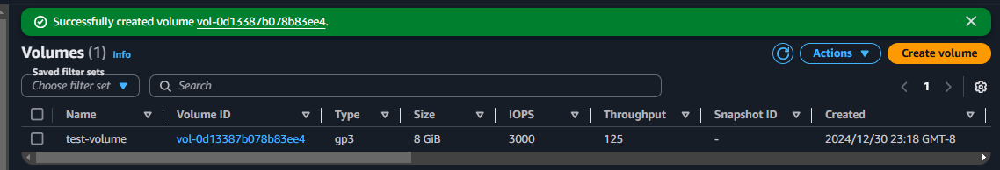 Successfully created volume vol-0d13387b078b83ee4.
Volumes (1) Info
Actions
Create volume
Saved filter sets
Choose filter set
Search
1
Name Volume ID Type Size IOPS Throughput Snapshot ID Created
test-volume vol-0d13387b078b83ee4 gp3 8 GiB 3000 125 - 2024/12/30 23:18 GMT-8